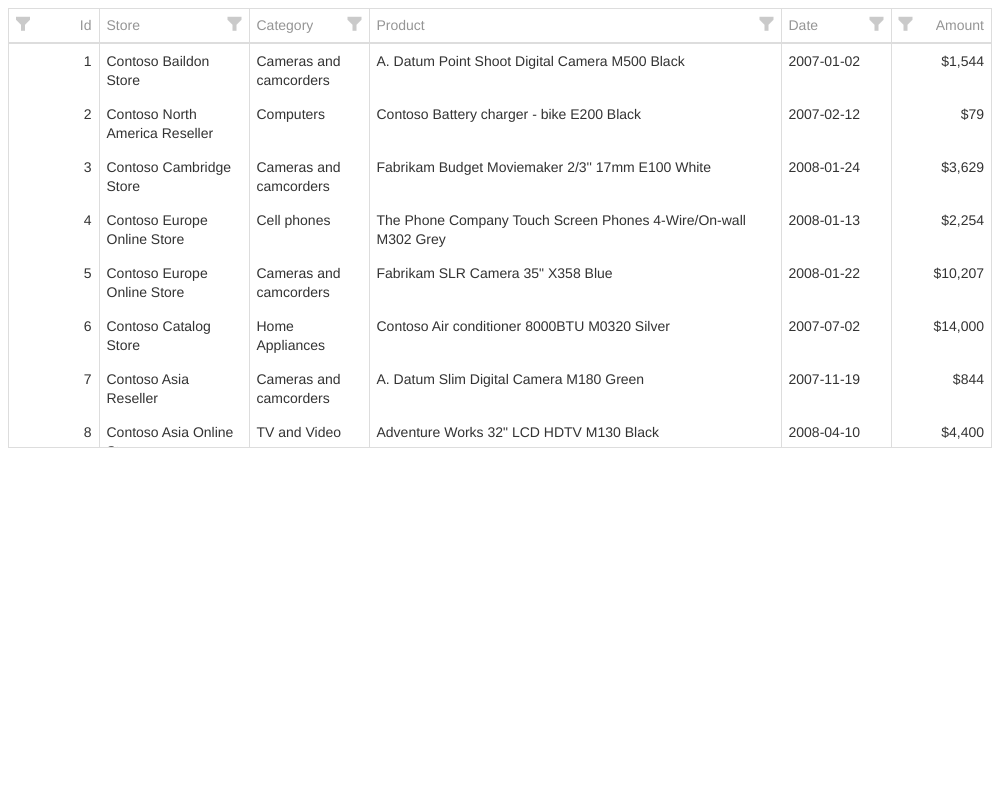 Id Store Category Product Date Amount
1 Contoso Baildon Cameras and A. Datum Point Shoot Digital Camera M500 Black 2007-01-02 $1,544
Store camcorders
2 Contoso North Computers Contoso Battery charger - bike E200 Black 2007-02-12 $79
America Reseller
3 Contoso Cambridge Cameras and Fabrikam Budget Moviemaker 2/3" 17mm E100 White 2008-01-24 $3,629
Store camcorders
4 Contoso Europe Cell phones The Phone Company Touch Screen Phones 4-Wire/On-wall 2008-01-13 $2,254
Online Store M302 Grey
5 Contoso Europe Cameras and Fabrikam SLR Camera 35" X358 Blue 2008-01-22 $10,207
Online Store camcorders
6 Contoso Catalog Home Contoso Air conditioner 8000BTU M0320 Silver 2007-07-02 $14,000
Store Appliances
7 Contoso Asia Cameras and A. Datum Slim Digital Camera M180 Green 2007-11-19 $844
Reseller camcorders
8 Contoso Asia Online TV and Video Adventure Works 32" LCD HDTV M130 Black 2008-04-10 $4,400